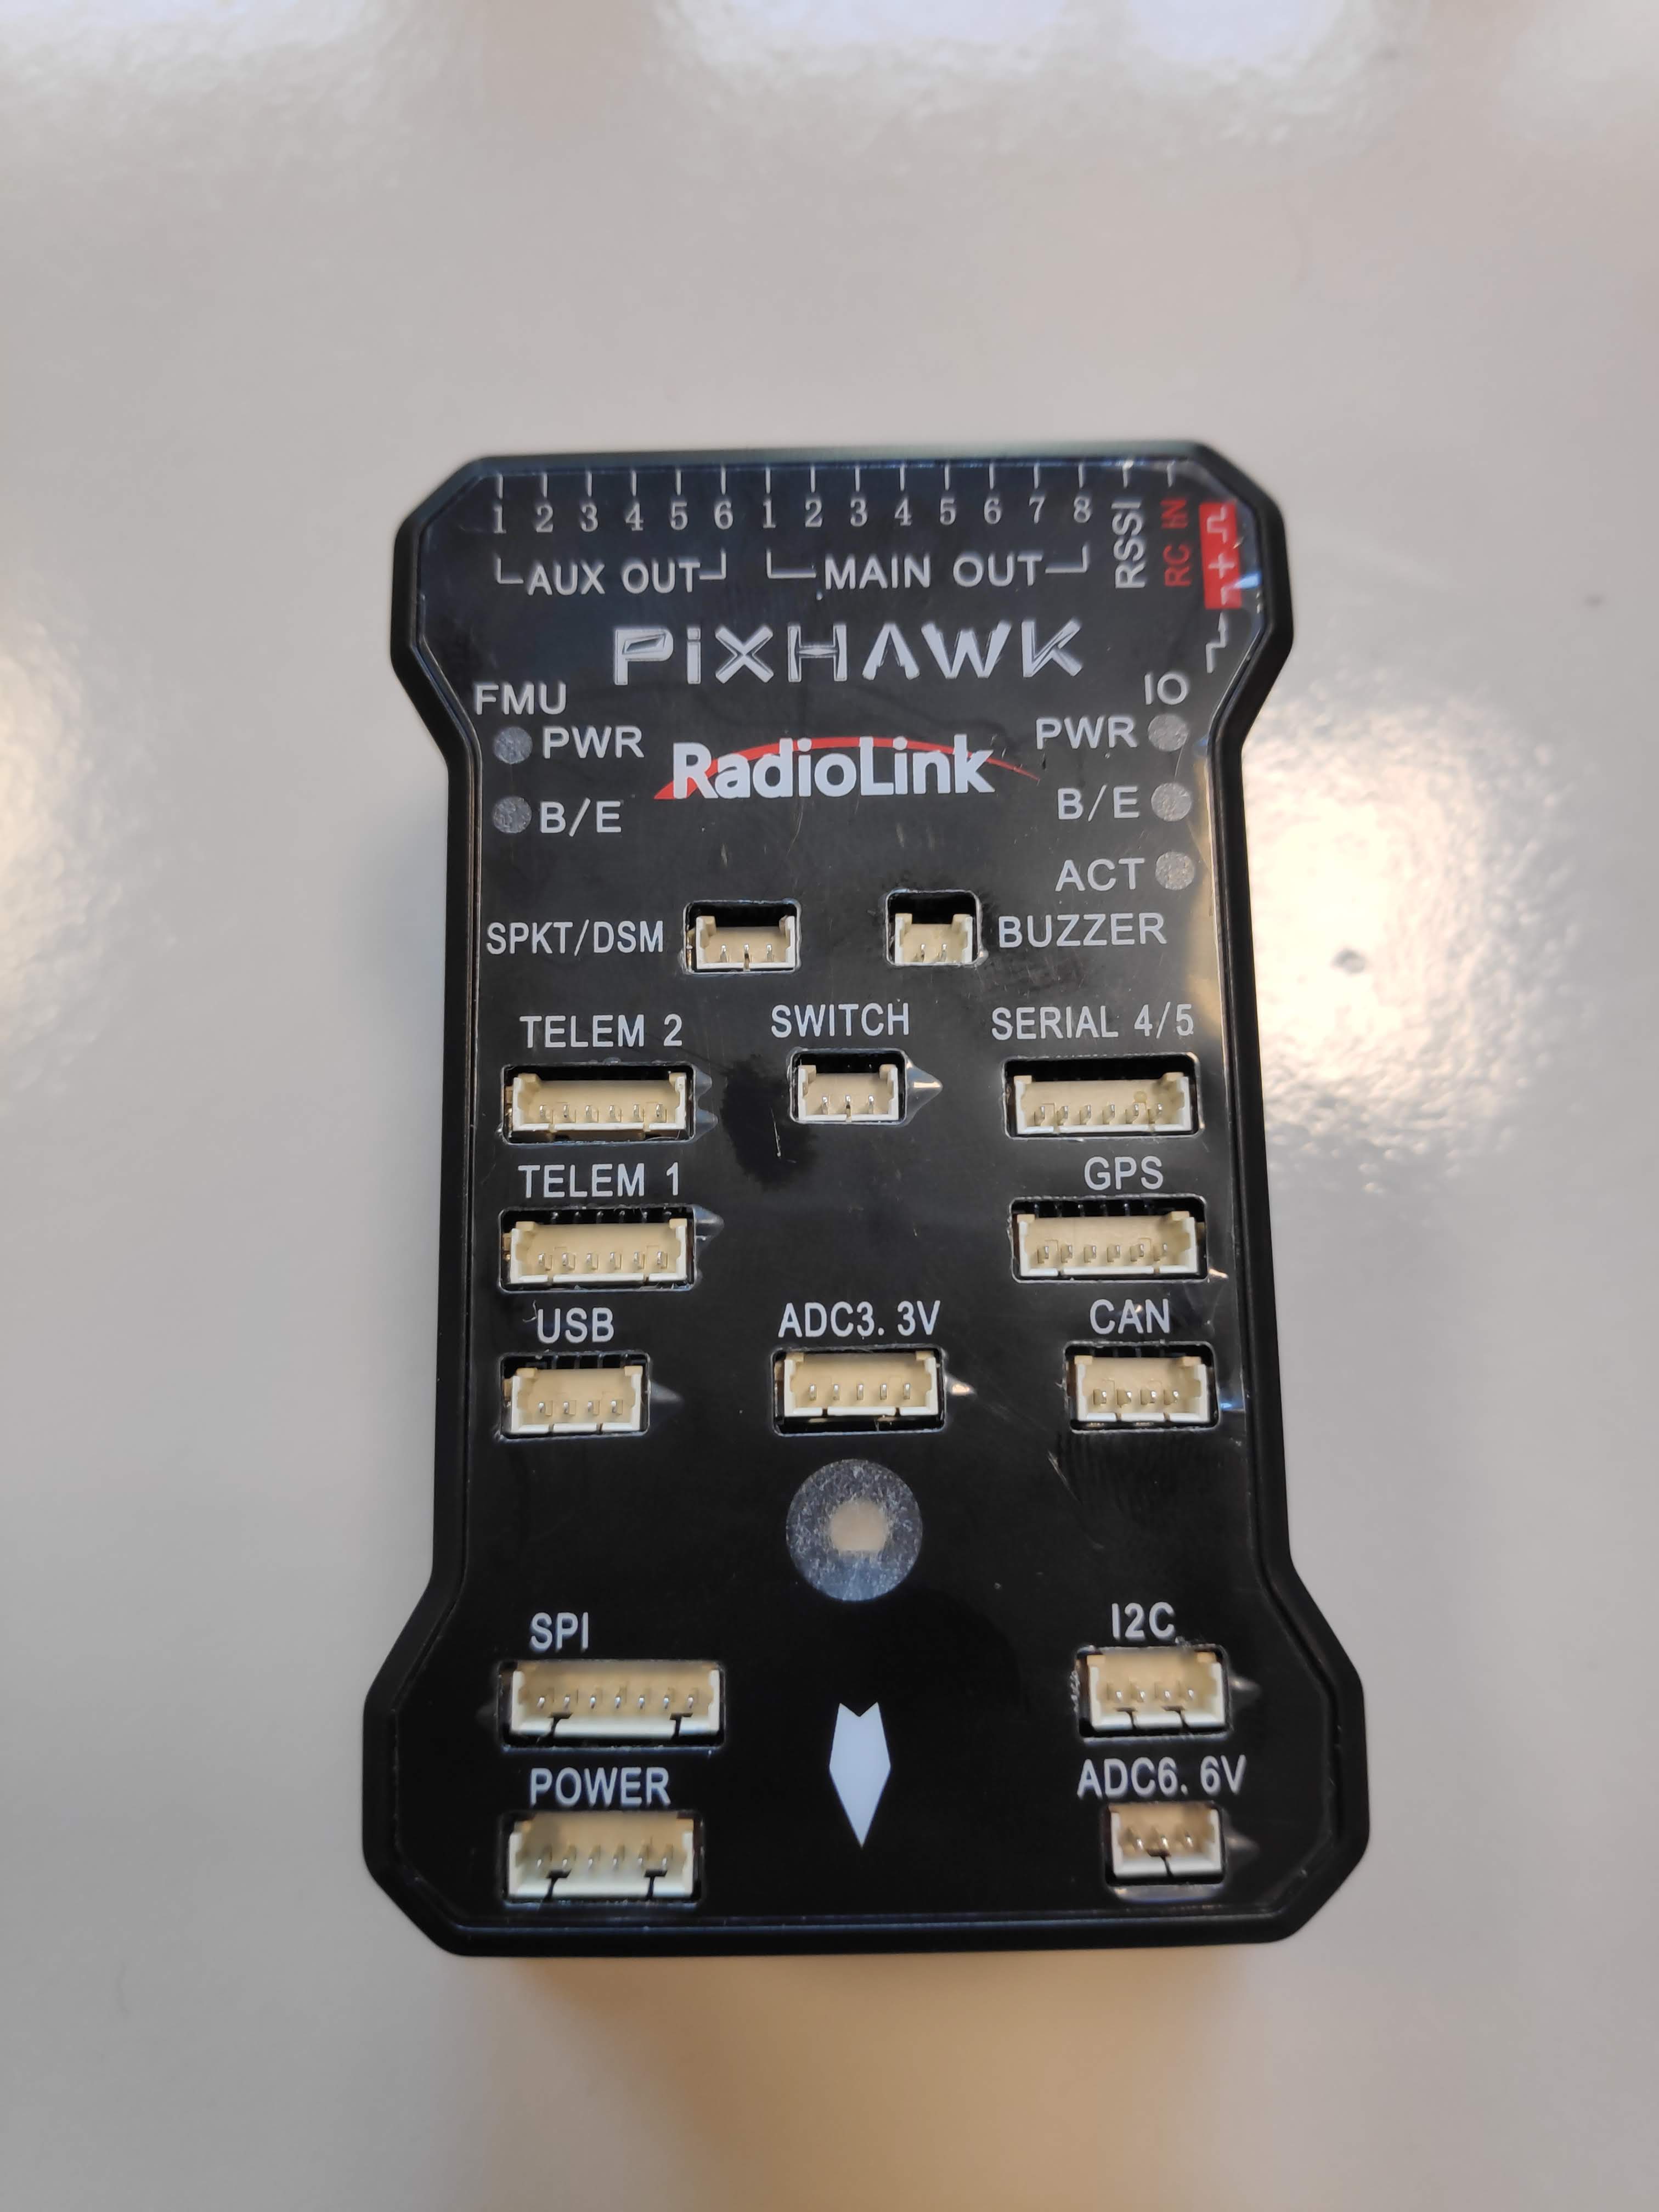 1 2 3 4 5 6 1 2 3 4 5 6 7 8 RSSI RC IN
AUX OUT MAIN OUT
PiXHAWK
FMU IO
PWR RadioLink PWR
B/E B/E
ACT
SPKT/DSM BUZZER
TELEM 2 SWITCH SERIAL 4/5
TELEM 1 GPS
USB ADC3. 3V CAN
SPI I2C
POWER ADC6. 6V